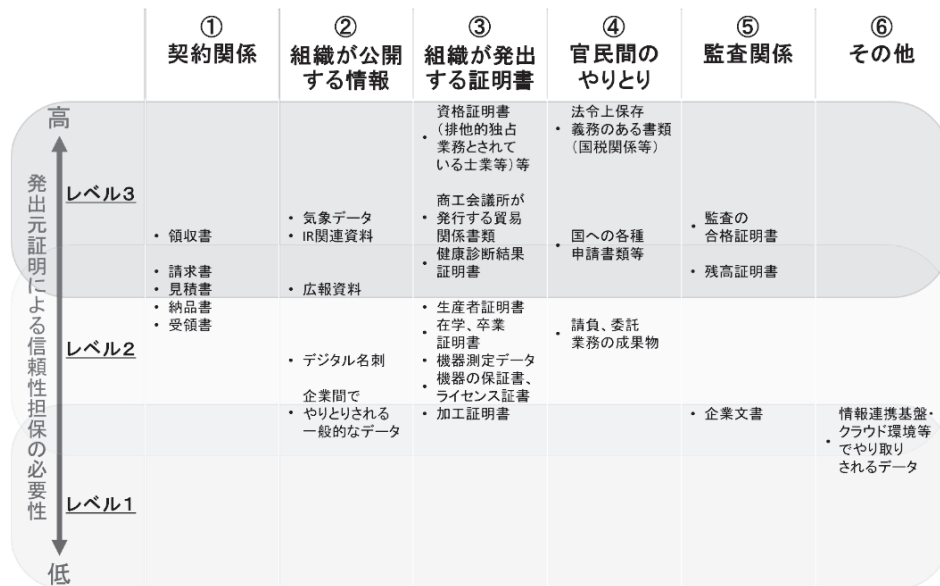 ①
契約関係
②
組織が公開
する情報
③
組織が発出
する証明書
④
官民間の
やりとり
⑤
監査関係
⑥
その他
発出元証明による信頼性担保の必要性
高
レベル3
レベル2
レベル1
低
• 領収書
• 請求書
• 見積書
• 納品書
• 受領書
• 気象データ
• IR関連資料
• 広報資料
• デジタル名刺
企業間で
• やりとりされる
一般的なデータ
資格証明書
(排他的独占
• 業務とされて
いる士業等)等
商工会議所が
• 発行する貿易
関係書類
• 健康診断結果
証明書
• 生産者証明書
• 在学、卒業
証明書
• 機器測定データ
• 機器の保証書、
ライセンス証書
• 加工証明書
法令上保存
• 義務のある書類
(国税関係等)
• 国への各種
申請書類等
• 請負、委託
業務の成果物
• 監査の
合格証明書
• 残高証明書
• 企業文書
情報連携基盤・
クラウド環境等
• でやり取り
されるデータ